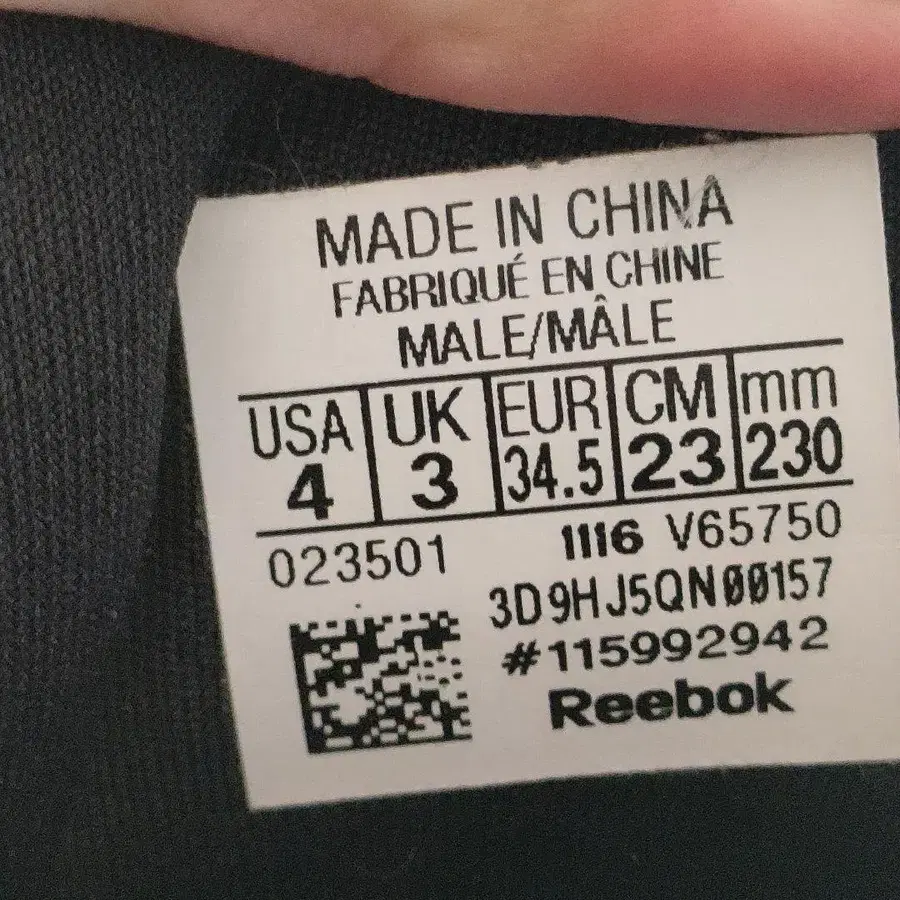 MADE IN CHINA
FABRIQUÉ EN CHINE
MALE/MÂLE
USA UK EUR CM mm
4 3 34.5 23 230
023501 1116 V65750
3D9HJ5QN00157
#115992942
Reebok